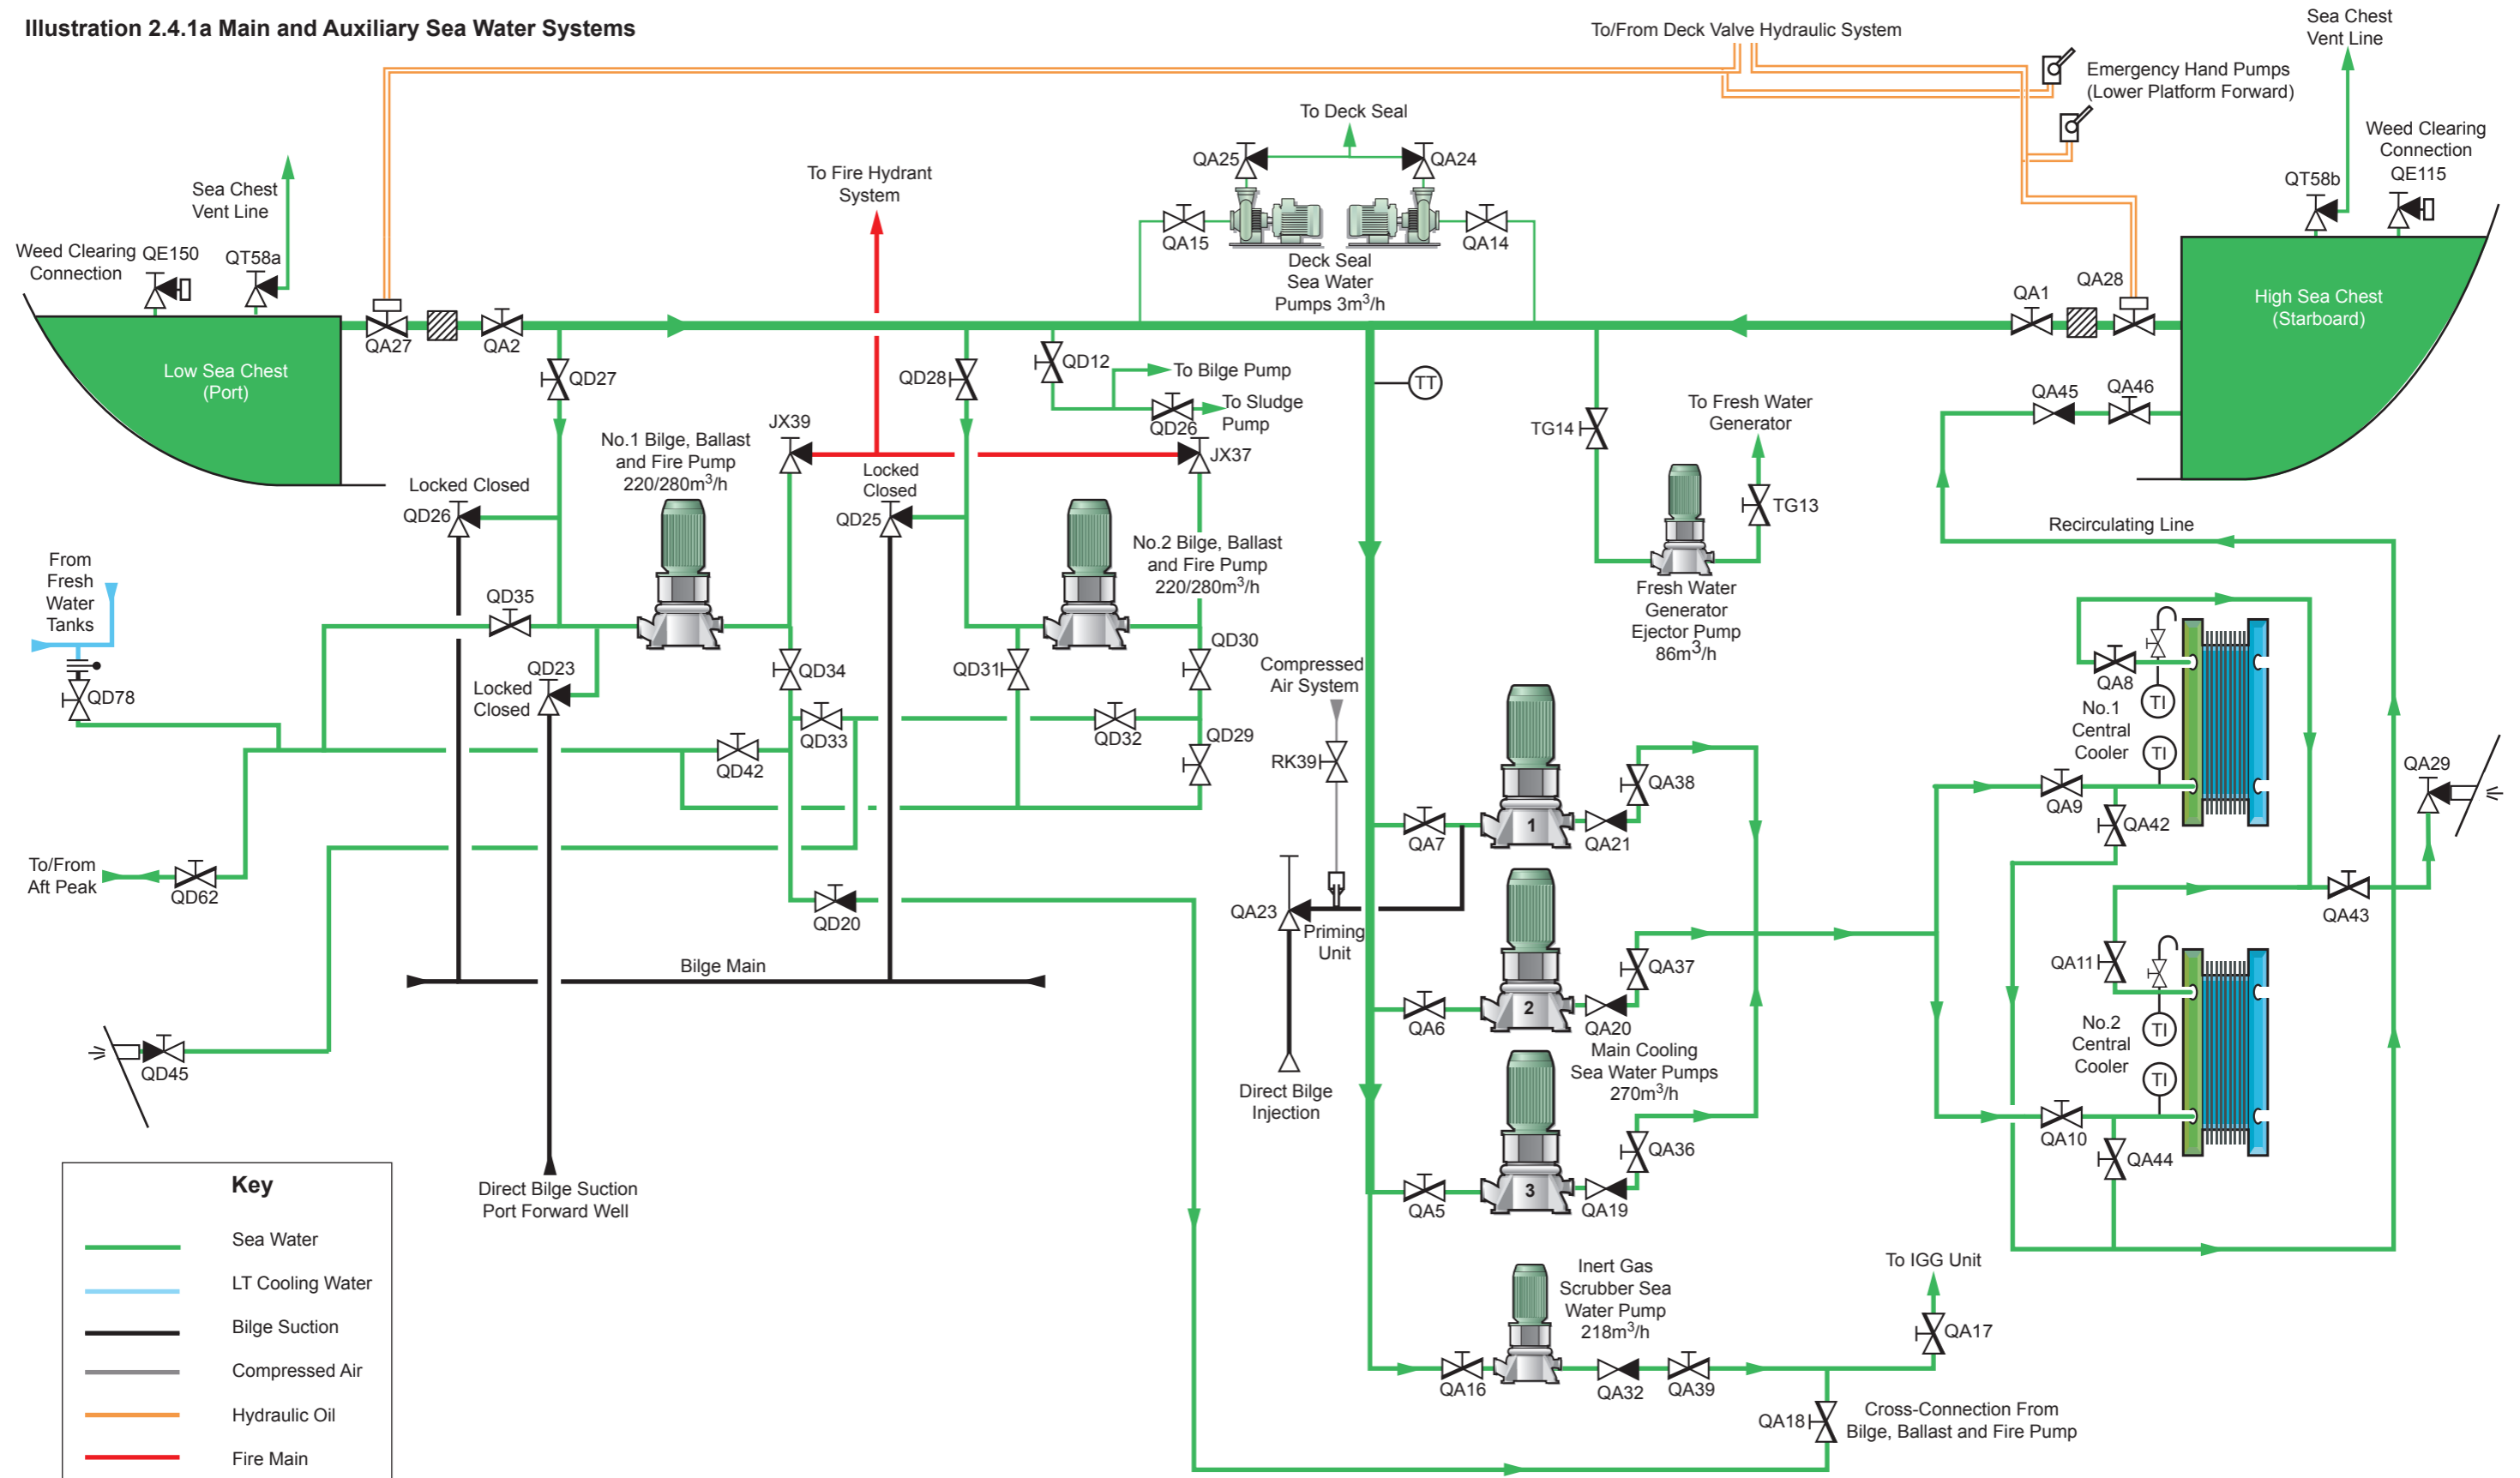 Illustration 2.4.1a Main and Auxiliary Sea Water Systems
To/From Deck Valve Hydraulic System
Sea Chest
Vent Line
Emergency Hand Pumps
(Lower Platform Forward)
Weed Clearing
Connection
QE115
QT58b
To Deck Seal
QA25
QA24
QA15
QA14
Deck Seal
Sea Water
Pumps 3m³/h
To Fire Hydrant
System
Sea Chest
Vent Line
Weed Clearing
Connection
QE150
QT58a
QA27
QA2
Low Sea Chest
(Port)
QA1
QA28
High Sea Chest
(Starboard)
QD27
QD28
QD12
To Bilge Pump
To Sludge
Pump
QD26
TT
QA45
QA46
TG14
To Fresh Water
Generator
TG13
JX39
JX37
No.1 Bilge, Ballast
and Fire Pump
220/280m³/h
Locked
Closed
QD25
Locked Closed
QD26
Recirculating Line
No.2 Bilge, Ballast
and Fire Pump
220/280m³/h
Fresh Water
Generator
Ejector Pump
86m³/h
From
Fresh
Water
Tanks
QD35
QD78
QD23
Locked
Closed
QD34
QD31
QD30
QD33
QD32
QD29
QD42
Compressed
Air System
RK39
QA8
TI
No.1
Central
Cooler
TI
QA9
QA42
QA29
QA38
1
QA7
QA21
To/From
Aft Peak
QD62
QD20
QA23
Priming
Unit
QA43
QA37
2
QA6
QA20
QA11
TI
No.2
Central
Cooler
TI
Bilge Main
QD45
Direct Bilge
Injection
Main Cooling
Sea Water Pumps
270m³/h
QA36
3
QA5
QA19
QA10
QA44
Direct Bilge Suction
Port Forward Well
Key
Sea Water
LT Cooling Water
Bilge Suction
Compressed Air
Hydraulic Oil
Fire Main
Inert Gas
Scrubber Sea
Water Pump
218m³/h
To IGG Unit
QA17
QA16
QA32
QA39
QA18
Cross-Connection From
Bilge, Ballast and Fire Pump